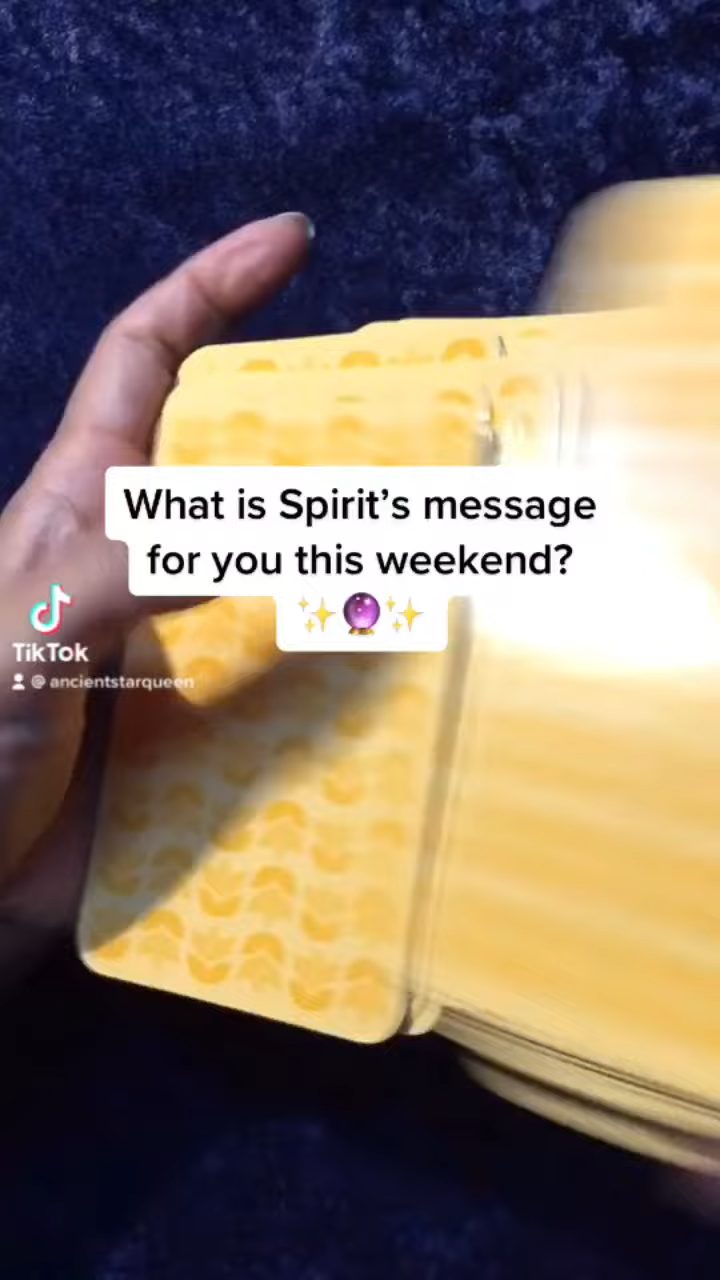 What is Spirit’s message
for you this weekend?
✨🔮✨
TikTok
@ ancientstarqueen